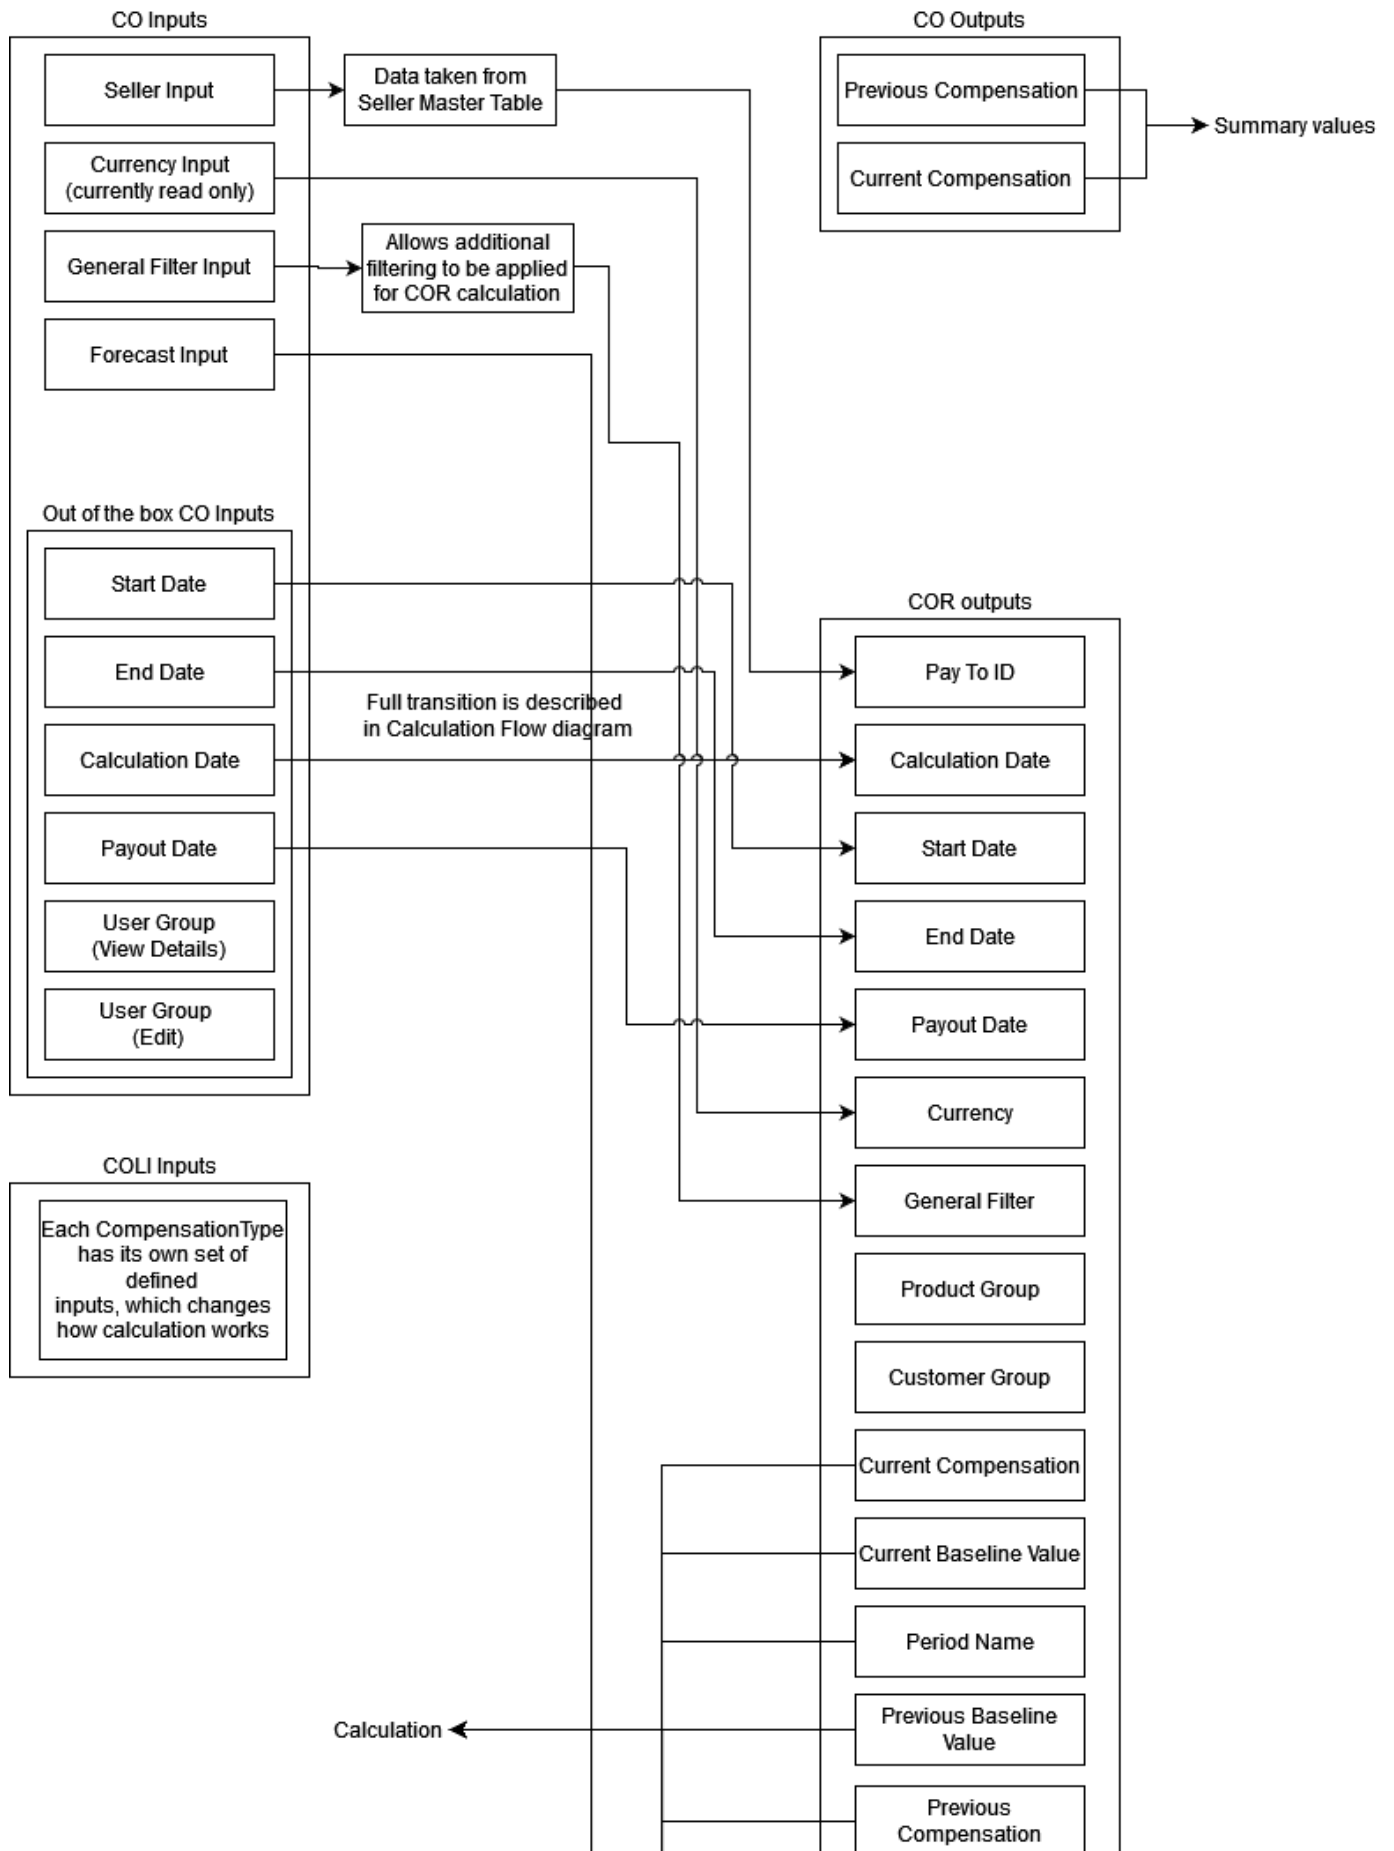 CO Inputs
Seller Input
Data taken from
Seller Master Table
Currency Input
(currently read only)
General Filter Input
Allows additional
filtering to be applied
for COR calculation
Forecast Input
CO Outputs
Previous Compensation
Current Compensation
Summary values
Out of the box CO Inputs
Start Date
End Date
Calculation Date
Payout Date
User Group
(View Details)
User Group
(Edit)
Full transition is described
in Calculation Flow diagram
COLI Inputs
Each CompensationType
has its own set of
defined
inputs, which changes
how calculation works
COR outputs
Pay To ID
Calculation Date
Start Date
End Date
Payout Date
Currency
General Filter
Product Group
Customer Group
Current Compensation
Current Baseline Value
Period Name
Previous Baseline
Value
Calculation
Previous
Compensation